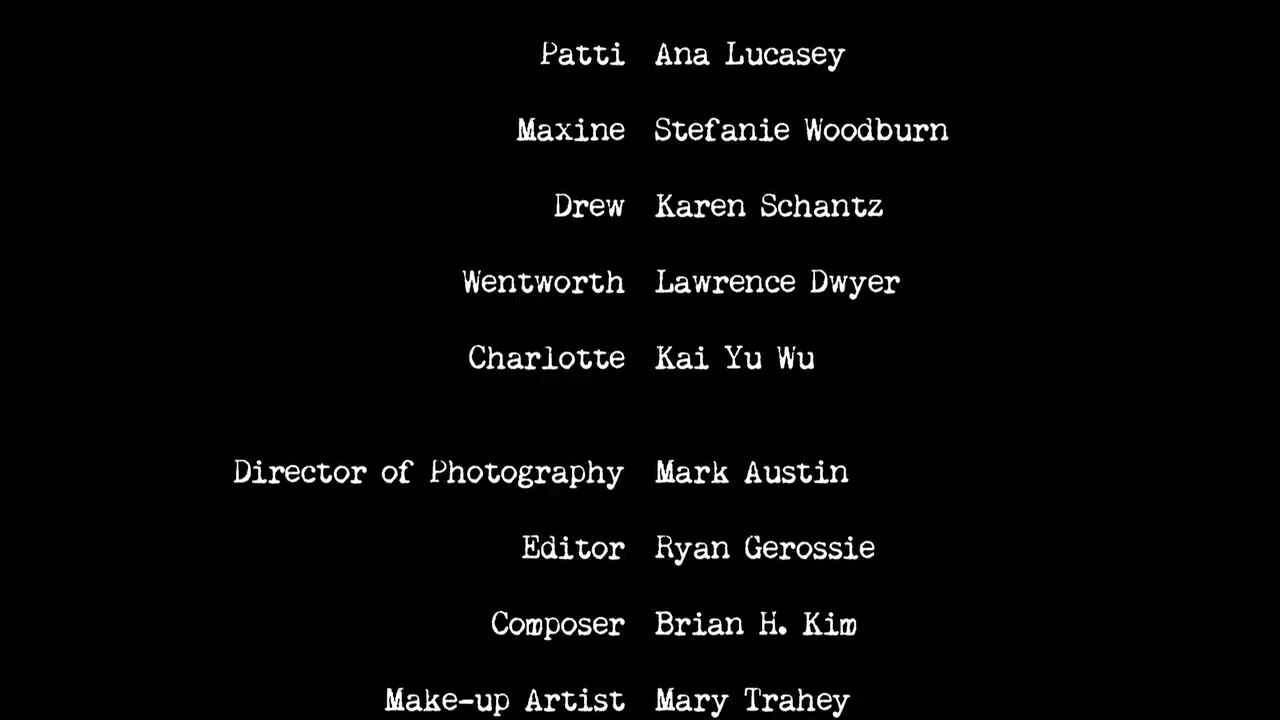 Patti Ana Lucasey
Maxine Stefanie Woodburn
Drew Karen Schantz
Wentworth Lawrence Dwyer
Charlotte Kai Yu Wu
Director of Photography Mark Austin
Editor Ryan Gerossie
Composer Brian H. Kim
Make-up Artist Mary Trahey